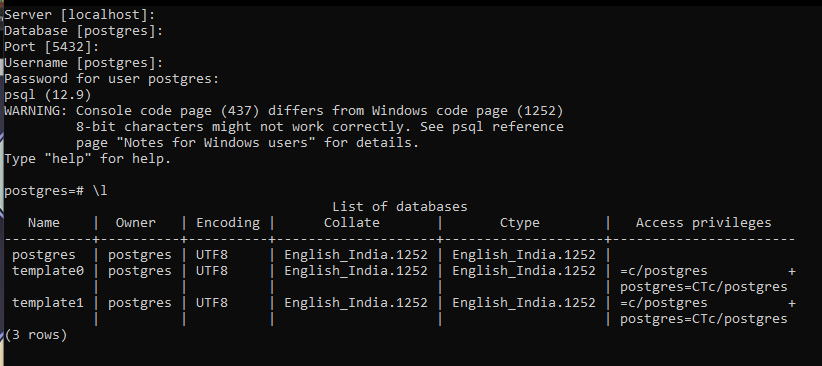 Server [localhost]:
Database [postgres]:
Port [5432]:
Username [postgres]:
Password for user postgres:
psql (12.9)
WARNING: Console code page (437) differs from Windows code page (1252)
         8-bit characters might not work correctly. See psql reference
         page "Notes for Windows users" for details.
Type "help" for help.

postgres=# \l
                                         List of databases
   Name    |  Owner   | Encoding |      Collate       |       Ctype        |   Access privileges
-----------+----------+----------+--------------------+--------------------+-----------------------
 postgres  | postgres | UTF8     | English_India.1252 | English_India.1252 |
 template0 | postgres | UTF8     | English_India.1252 | English_India.1252 | =c/postgres          +
           |          |          |                    |                    | postgres=CTc/postgres
 template1 | postgres | UTF8     | English_India.1252 | English_India.1252 | =c/postgres          +
           |          |          |                    |                    | postgres=CTc/postgres
(3 rows)